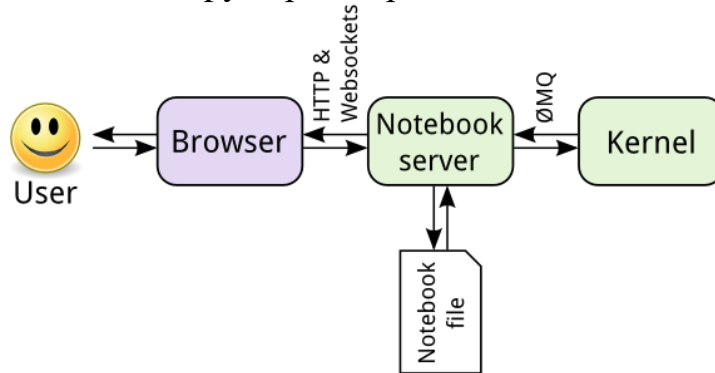 HTTP &
Websockets
ØMQ
User
Browser
Notebook
server
Kernel
Notebook
file